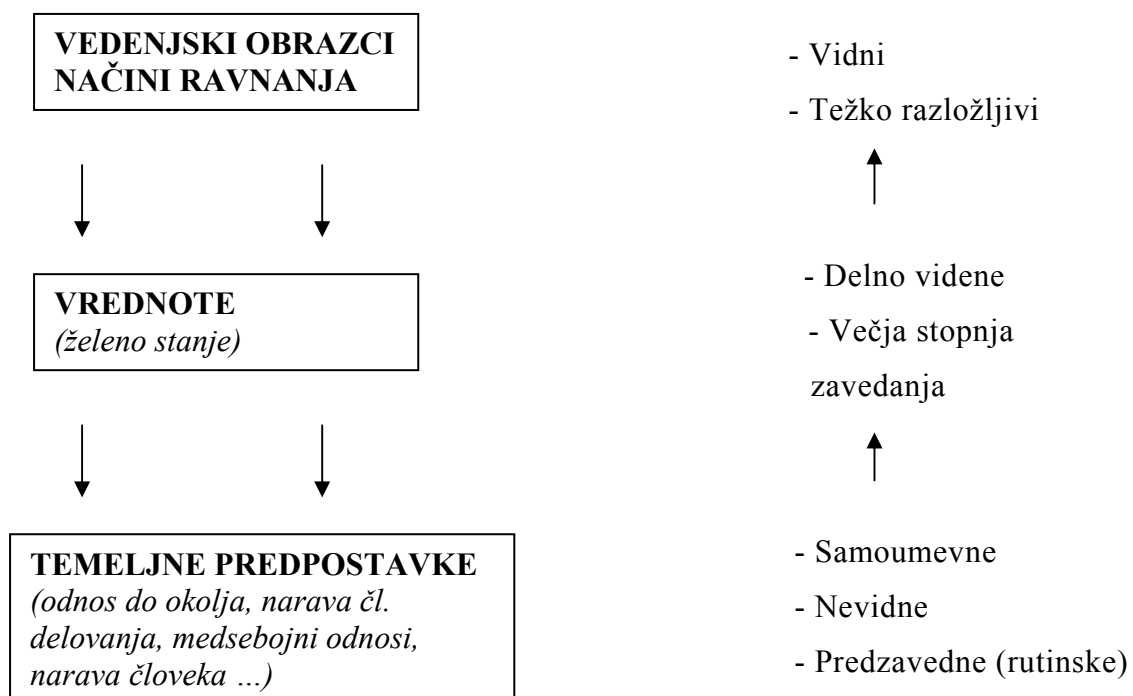 VEDENJSKI OBRAZCI
NAČINI RAVNANJA
- Vidni
- Težko razložljivi
VREDNOTE
(želeno stanje)
- Delno videne
- Večja stopnja
zavedanja
TEMELJNE PREDPOSTAVKE
(odnos do okolja, narava čl.
delovanja, medsebojni odnosi,
narava človeka …)
- Samoumevne
- Nevidne
- Predzavedne (rutinske)